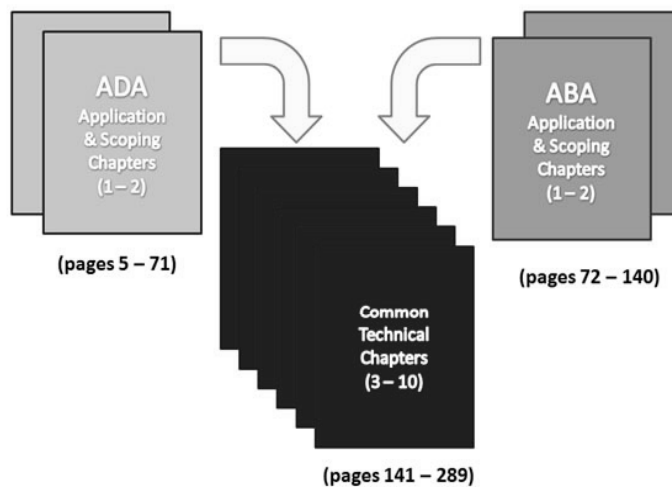 ADA
Application
& Scoping
Chapters
(1 – 2)
(pages 5 – 71)
ABA
Application
& Scoping
Chapters
(1 – 2)
(pages 72 – 140)
Common
Technical
Chapters
(3 – 10)
(pages 141 – 289)